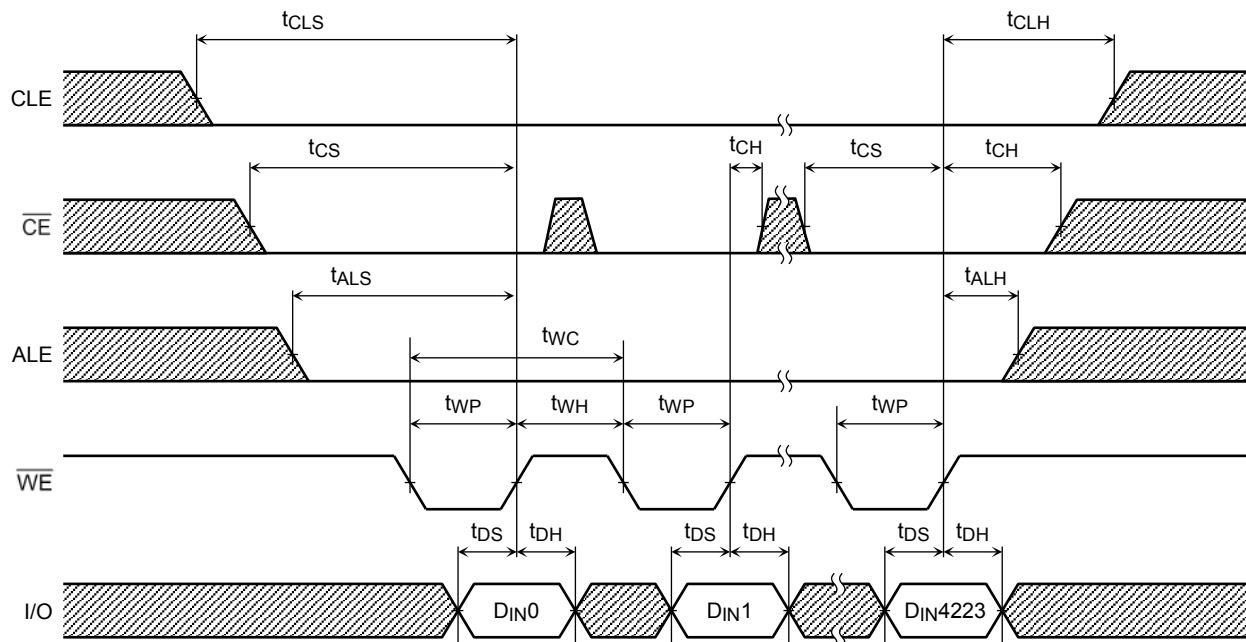 tCLS tCLH
CLE
tCS tCH tCS tCH
CE
tALS tALH
ALE
tWC
tWP tWH tWP tWP
WE
tDS tDH tDS tDH tDS tDH
I/O DIN0 DIN1 DIN4223